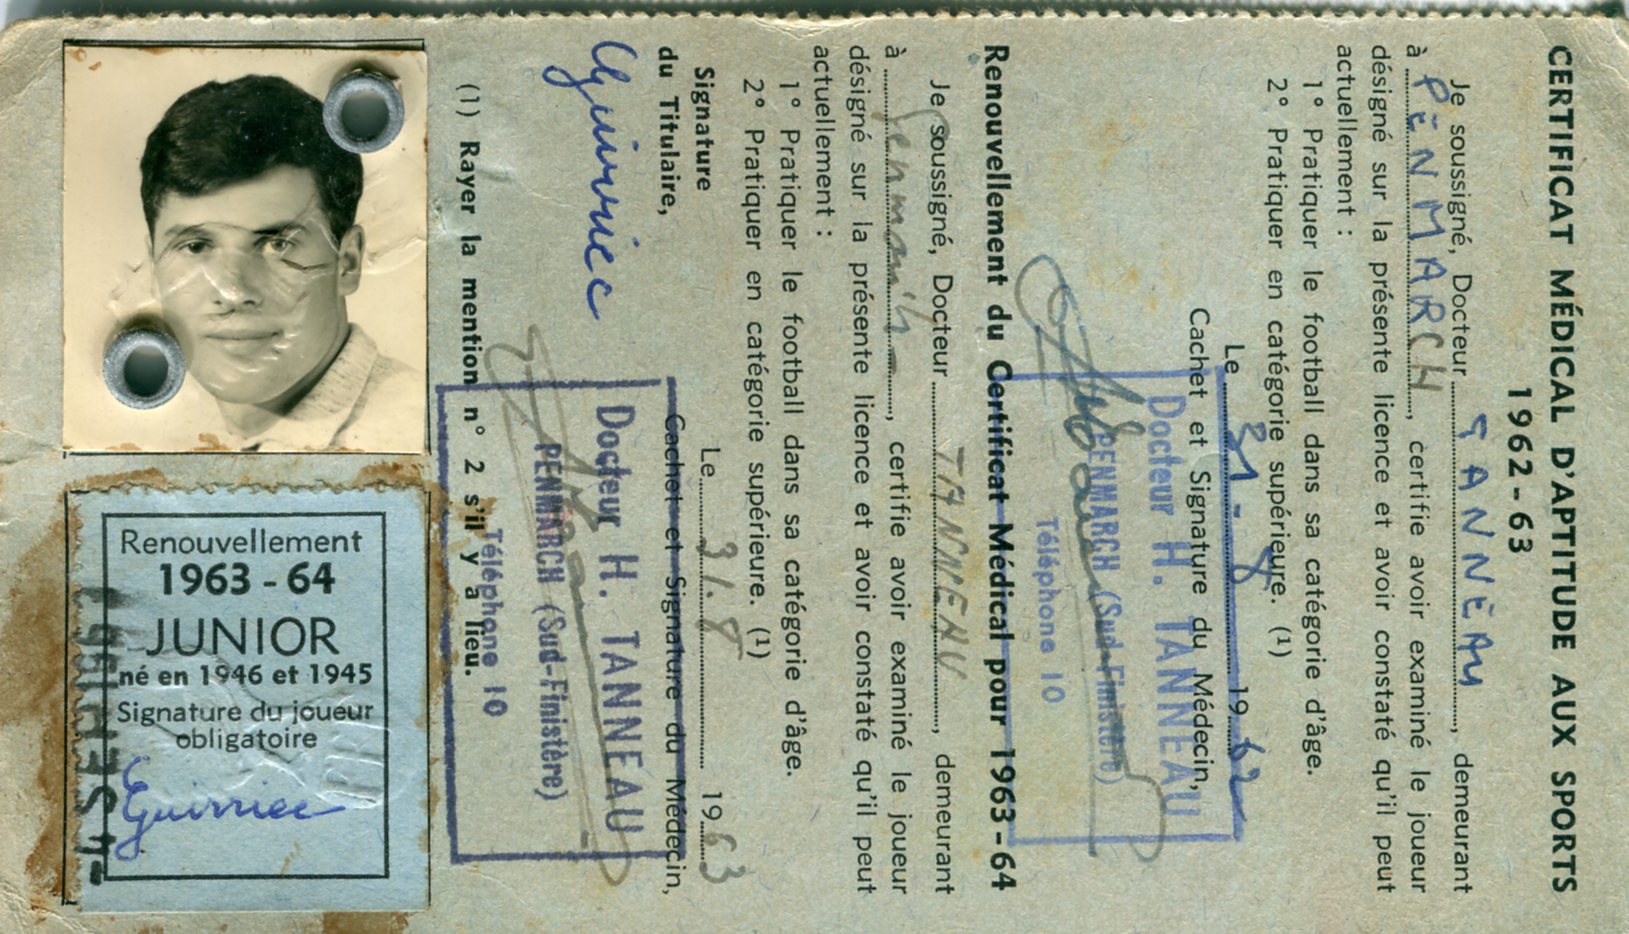 CERTIFICAT MÉDICAL D'APTITUDE AUX SPORTS
1962-63
Je soussigné, Docteur TANNEAU, demeurant
à PENMARCH, certifie avoir examiné le joueur
désigné sur la présente licence et avoir constaté qu'il peut
actuellement :
1° Pratiquer le football dans sa catégorie d'âge.
2° Pratiquer en catégorie supérieure. (1)
Le 31-8 1962
Cachet et Signature du Médecin,
Docteur H. TANNEAU
PENMARCH (Sud-Finistère)
Téléphone 10
Renouvellement du Certificat Médical pour 1963-64
Je soussigné, Docteur TANNEAU, demeurant
à Penmarc'h, certifie avoir examiné le joueur
désigné sur la présente licence et avoir constaté qu'il peut
actuellement :
1° Pratiquer le football dans sa catégorie d'âge.
2° Pratiquer en catégorie supérieure. (1)
Le 31.8 1963
Signature
du Titulaire,
Cachet et Signature du Médecin,
Guirriec
Docteur H. TANNEAU
PENMARCH (Sud-Finistère)
Téléphone 10
(1) Rayer la mention n° 2 s'il y a lieu.
Renouvellement
1963 - 64
JUNIOR
né en 1946 et 1945
Signature du joueur
obligatoire
Guirriec